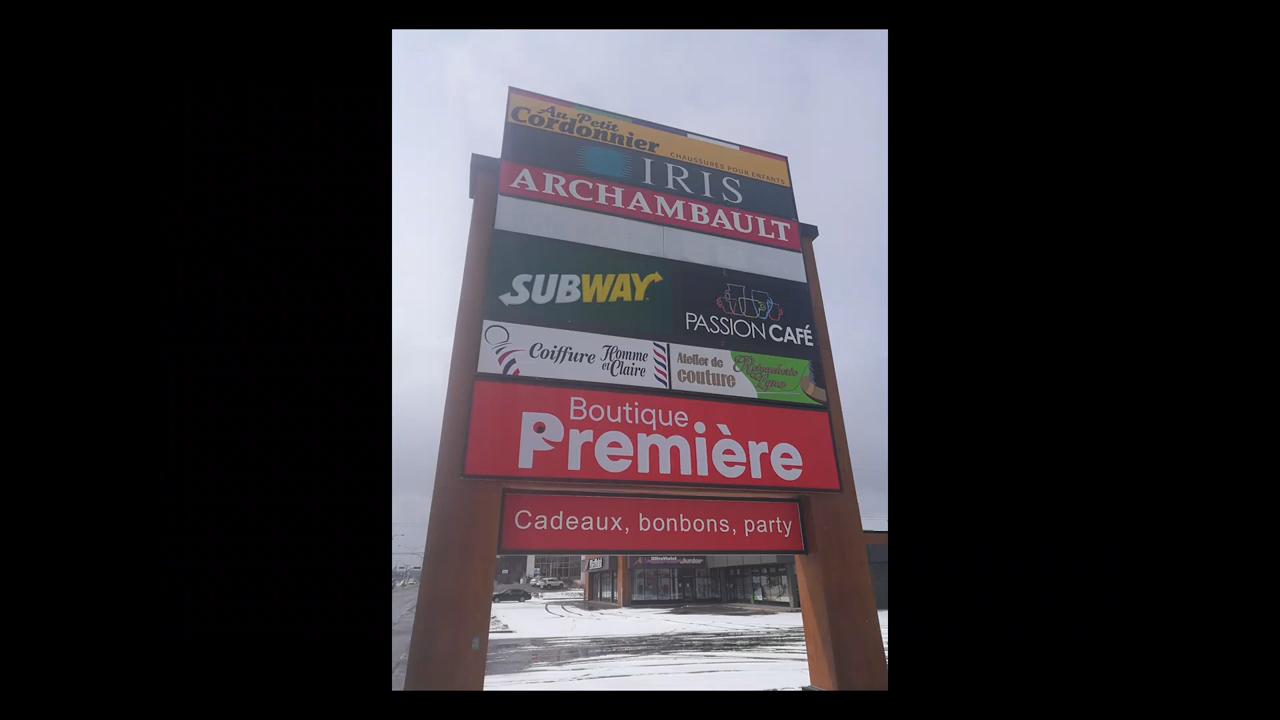 Au Petit
Cordonnier
CHAUSSURES POUR ENFANTS
IRIS
ARCHAMBAULT
SUBWAY
PASSION CAFÉ
Coiffure Homme
et Claire
Atelier de
couture
Boutique
Première
Cadeaux, bonbons, party